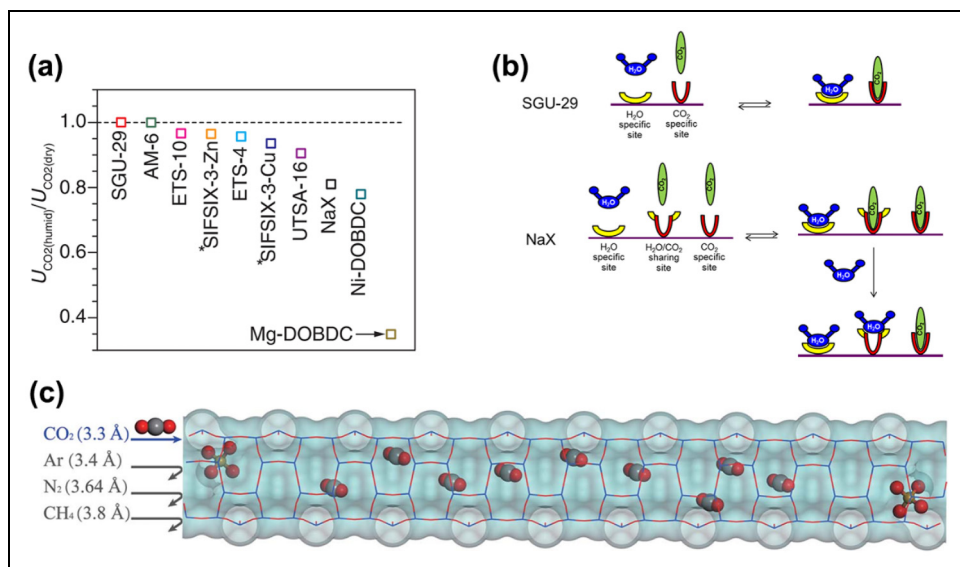 (a)
U_CO2(humid)/U_CO2(dry)
1.0
0.8
0.6
0.4
SGU-29
AM-6
ETS-10
*SIFSIX-3-Zn
ETS-4
*SIFSIX-3-Cu
UTSA-16
NaX
Ni-DOBDC
Mg-DOBDC
(b)
SGU-29
H₂O
CO₂
H₂O
specific
site
CO₂
specific
site
H₂O
CO₂
NaX
H₂O
CO₂
CO₂
H₂O
specific
site
H₂O/CO₂
sharing
site
CO₂
specific
site
H₂O
CO₂
CO₂
H₂O
H₂O
H₂O
CO₂
(c)
CO₂ (3.3 Å)
Ar (3.4 Å)
N₂ (3.64 Å)
CH₄ (3.8 Å)